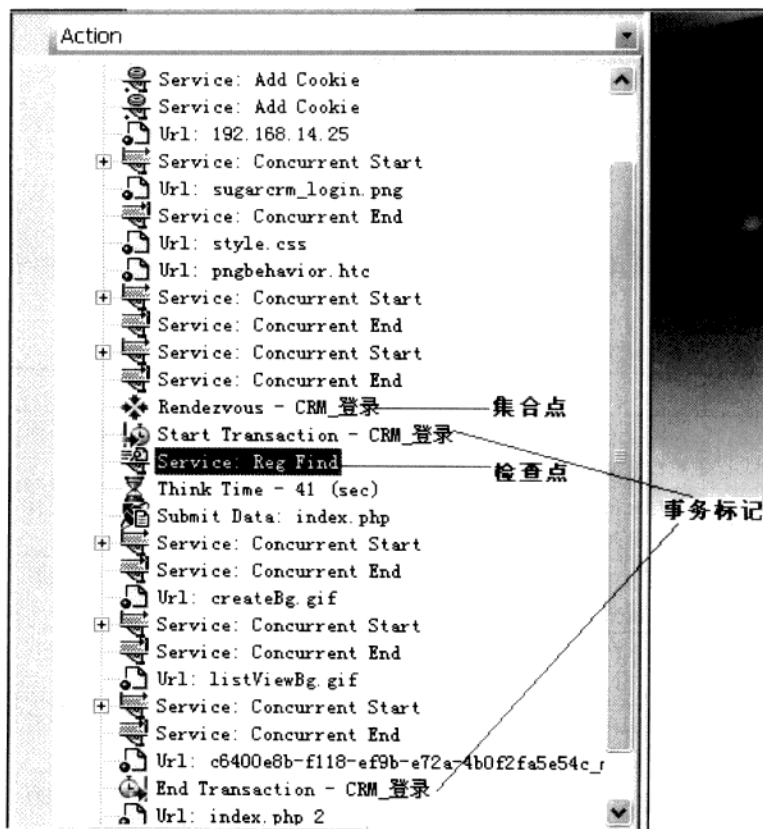 Action
Service: Add Cookie
Service: Add Cookie
Url: 192.168.14.25
Service: Concurrent Start
Url: sugarcrm_login.png
Service: Concurrent End
Url: style.css
Url: pngbehavior.htc
Service: Concurrent Start
Service: Concurrent End
Service: Concurrent Start
Service: Concurrent End
Rendezvous - CRM_登录 集合点
Start Transaction - CRM_登录
Service: Reg Find 检查点
Think Time - 41 (sec)
Submit Data: index.php 事务标记
Service: Concurrent Start
Service: Concurrent End
Url: createBg.gif
Service: Concurrent Start
Service: Concurrent End
Url: listViewBg.gif
Service: Concurrent Start
Service: Concurrent End
Url: c6400e8b-f118-ef9b-e72a-4b0f2fa5e54c_
End Transaction - CRM_登录
Url: index.php 2